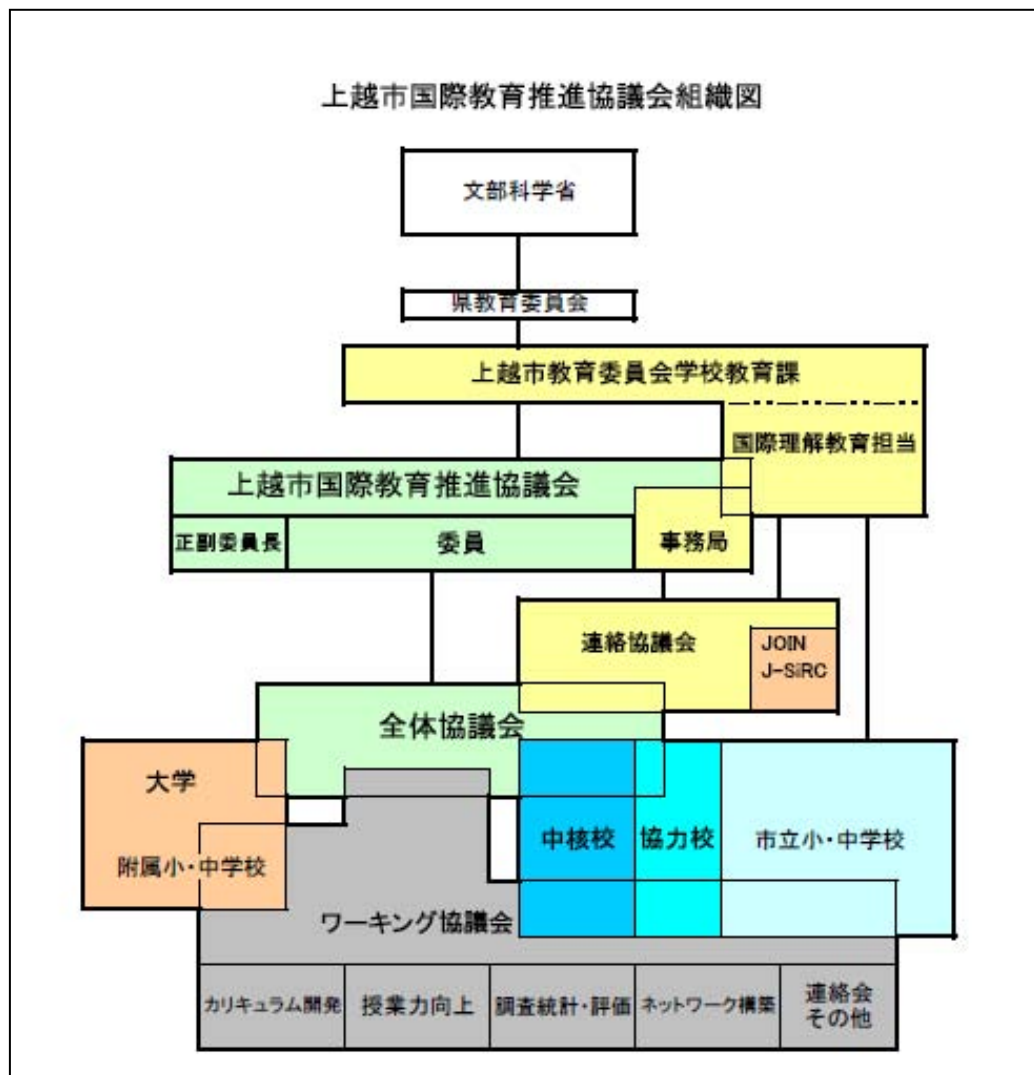 上越市国際教育推進協議会組織図
文部科学省
県教育委員会
上越市教育委員会学校教育課
国際理解教育担当
上越市国際教育推進協議会
正副委員長
委員
事務局
連絡協議会
JOIN
J-SiRC
全体協議会
大学
附属小・中学校
中核校
協力校
市立小・中学校
ワーキング協議会
カリキュラム開発
授業力向上
調査統計・評価
ネットワーク構築
連絡会
その他